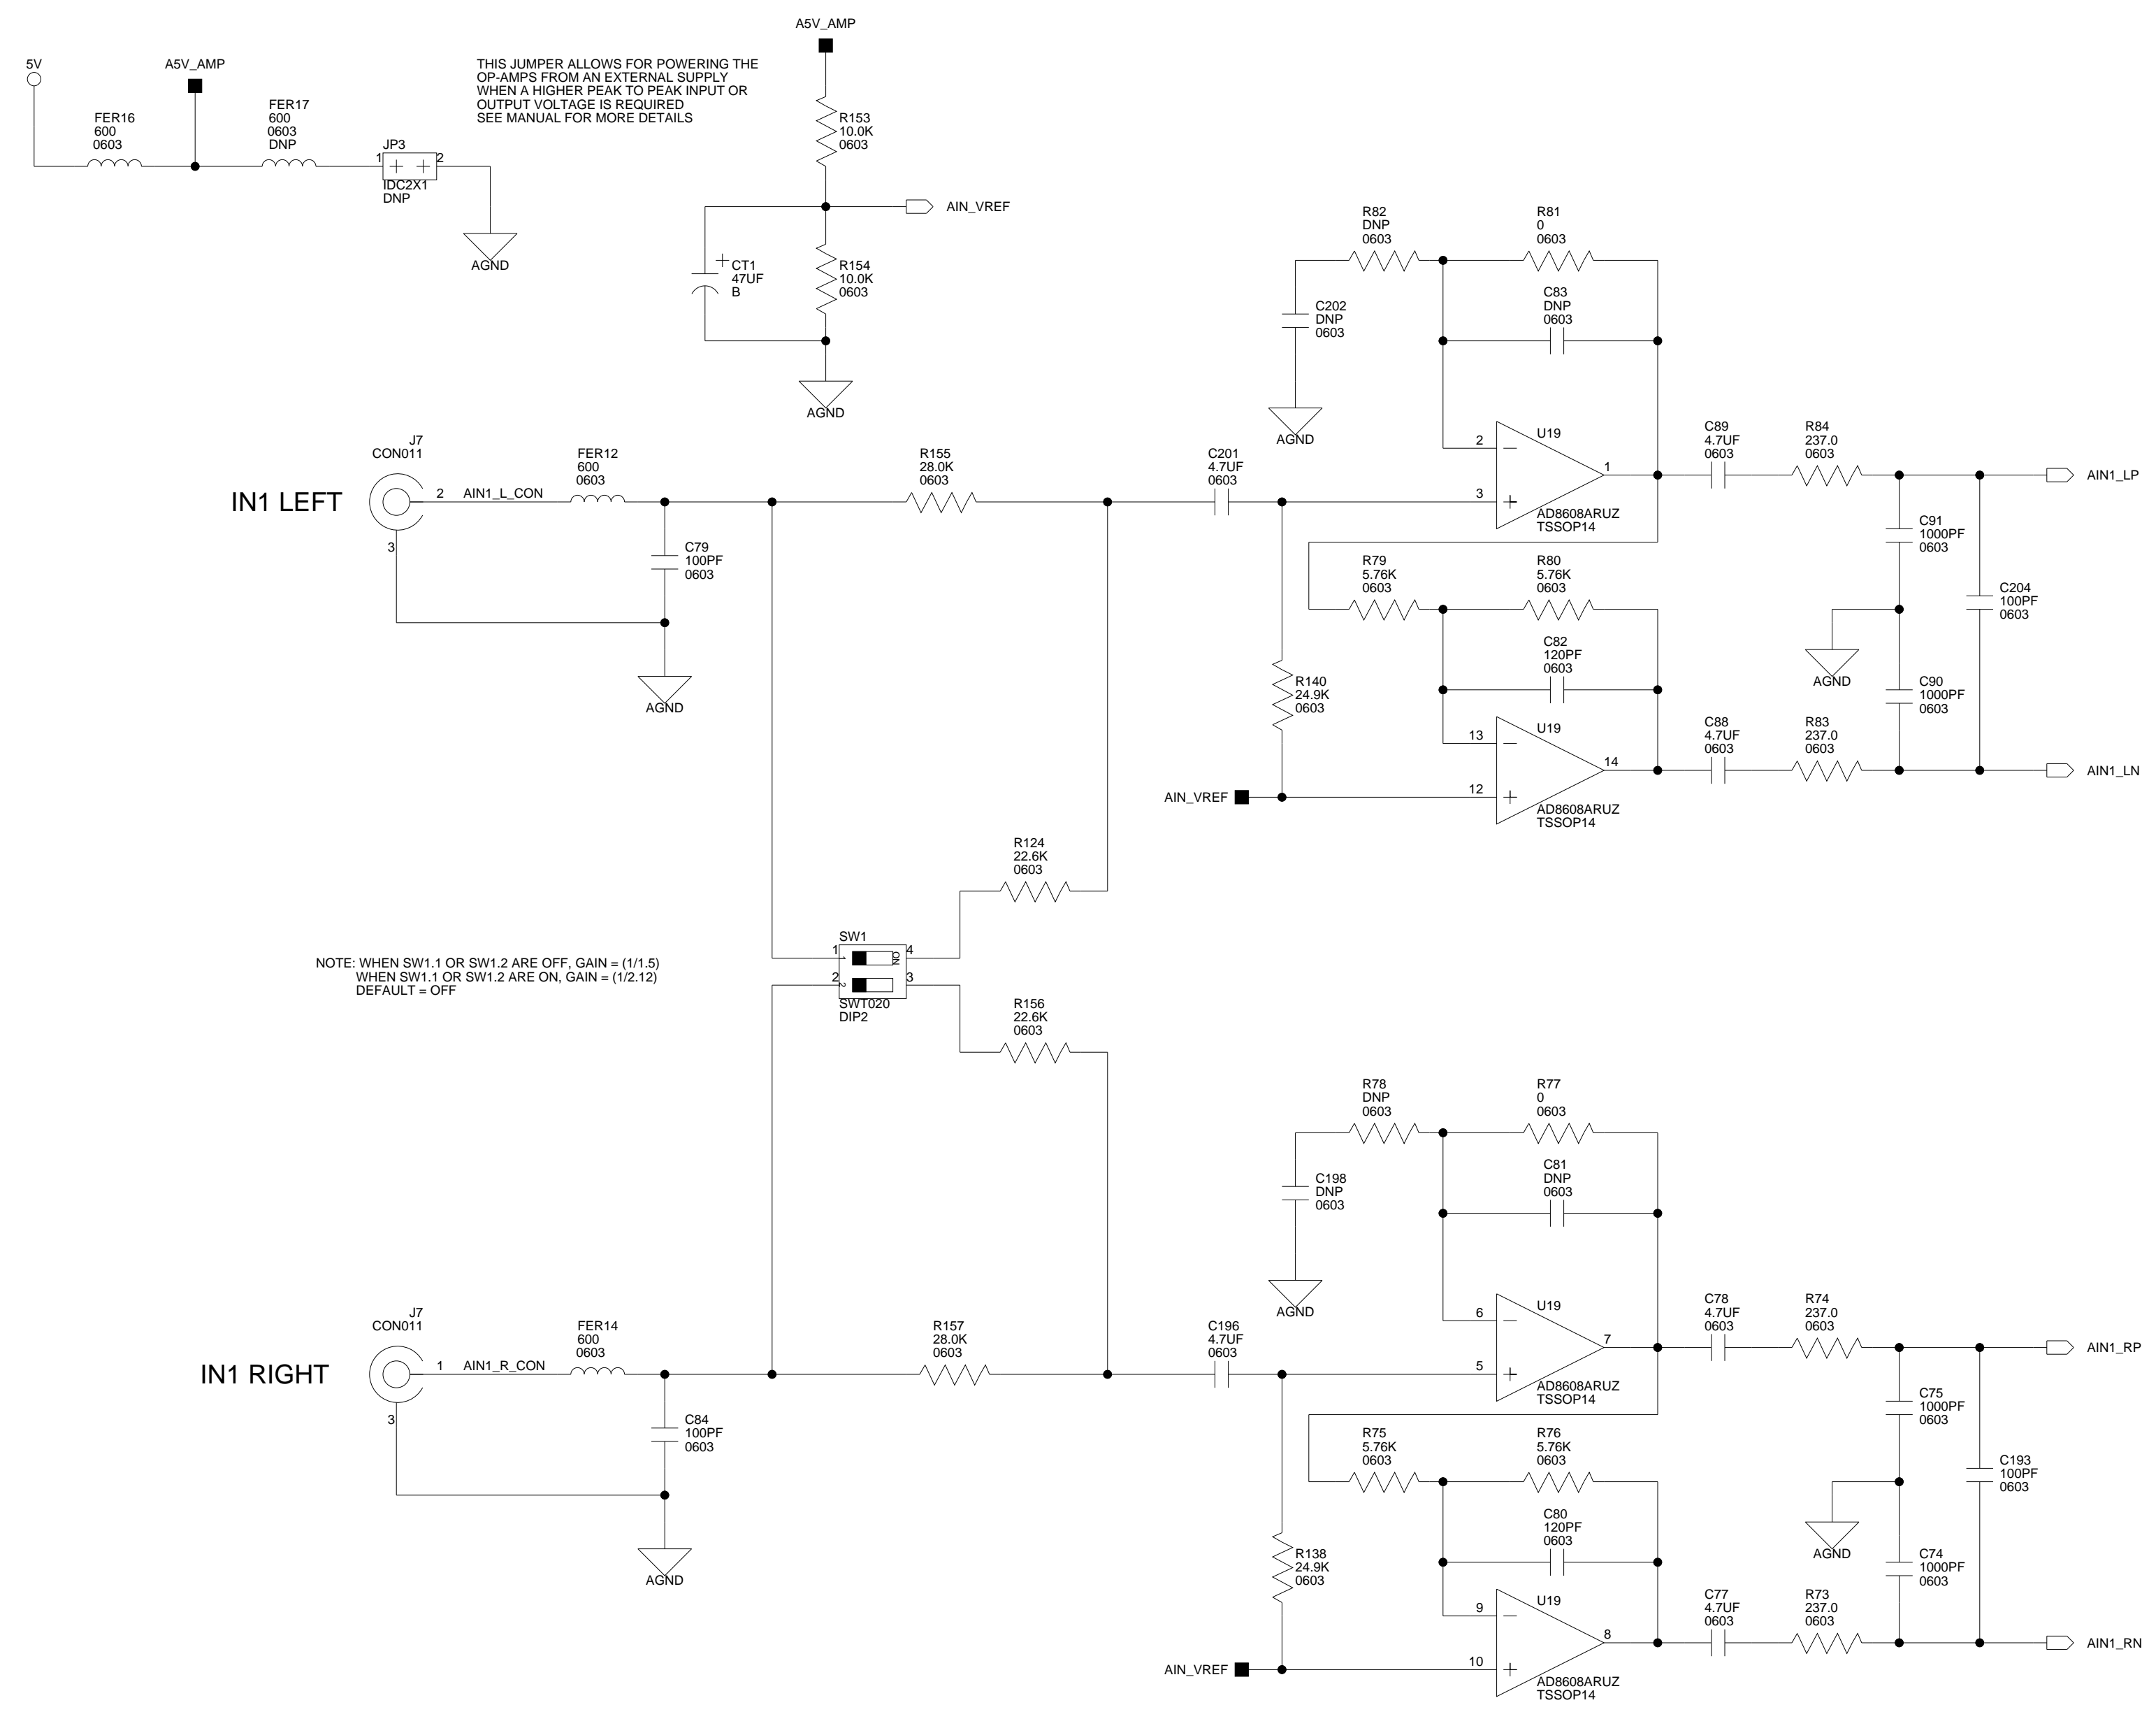 A5V_AMP
5V
A5V_AMP
THIS JUMPER ALLOWS FOR POWERING THE
OP-AMPS FROM AN EXTERNAL SUPPLY
WHEN A HIGHER PEAK TO PEAK INPUT OR
OUTPUT VOLTAGE IS REQUIRED
SEE MANUAL FOR MORE DETAILS
FER16
600
0603
FER17
600
0603
DNP
JP3
1
2
IDC2X1
DNP
AGND
R153
10.0K
0603
AIN_VREF
CT1
47UF
B
R154
10.0K
0603
AGND
R82
DNP
0603
R81
0
0603
C83
DNP
0603
C202
DNP
0603
AGND
J7
CON011
IN1 LEFT
2
AIN1_L_CON
3
FER12
600
0603
C79
100PF
0603
AGND
R155
28.0K
0603
C201
4.7UF
0603
2
3
U19
1
AD8608ARUZ
TSSOP14
C89
4.7UF
0603
R84
237.0
0603
AIN1_LP
C91
1000PF
0603
R79
5.76K
0603
R80
5.76K
0603
C204
100PF
0603
AGND
C82
120PF
0603
R140
24.9K
0603
C90
1000PF
0603
13
12
U19
14
AD8608ARUZ
TSSOP14
C88
4.7UF
0603
R83
237.0
0603
AIN1_LN
AIN_VREF
R124
22.6K
0603
SW1
1
4
1
ON
2
3
2
SWT020
DIP2
NOTE: WHEN SW1.1 OR SW1.2 ARE OFF, GAIN = (1/1.5)
WHEN SW1.1 OR SW1.2 ARE ON, GAIN = (1/2.12)
DEFAULT = OFF
R156
22.6K
0603
R78
DNP
0603
R77
0
0603
C81
DNP
0603
C198
DNP
0603
AGND
J7
CON011
IN1 RIGHT
1
AIN1_R_CON
3
FER14
600
0603
C84
100PF
0603
AGND
R157
28.0K
0603
C196
4.7UF
0603
6
5
U19
7
AD8608ARUZ
TSSOP14
C78
4.7UF
0603
R74
237.0
0603
AIN1_RP
C75
1000PF
0603
R75
5.76K
0603
R76
5.76K
0603
C193
100PF
0603
AGND
C80
120PF
0603
R138
24.9K
0603
C74
1000PF
0603
9
10
U19
8
AD8608ARUZ
TSSOP14
C77
4.7UF
0603
R73
237.0
0603
AIN1_RN
AIN_VREF